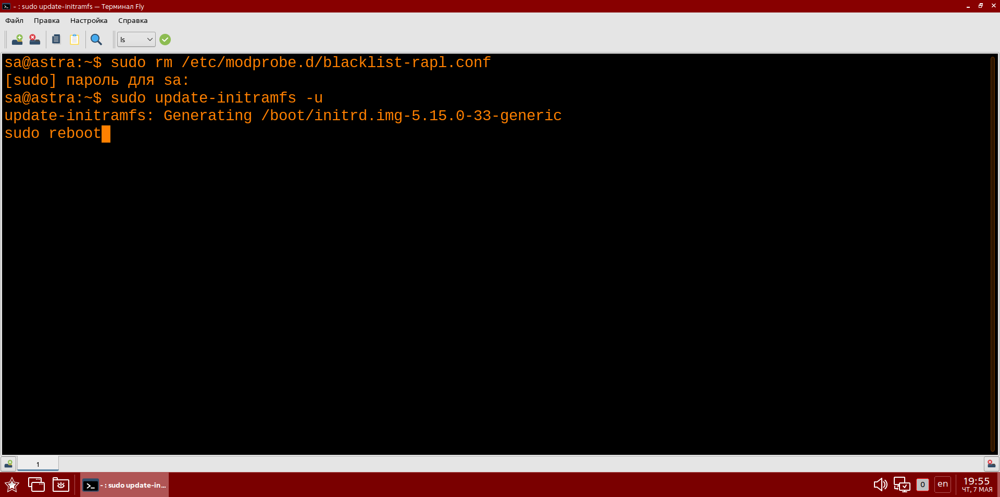 - : sudo update-initramfs — Терминал Fly
Файл Правка Настройка Справка
ls
sa@astra:~$ sudo rm /etc/modprobe.d/blacklist-rapl.conf
[sudo] пароль для sa:
sa@astra:~$ sudo update-initramfs -u
update-initramfs: Generating /boot/initrd.img-5.15.0-33-generic
sudo reboot
1
- : sudo update-in...
0
en
19:55
ЧТ, 7 МАЯ